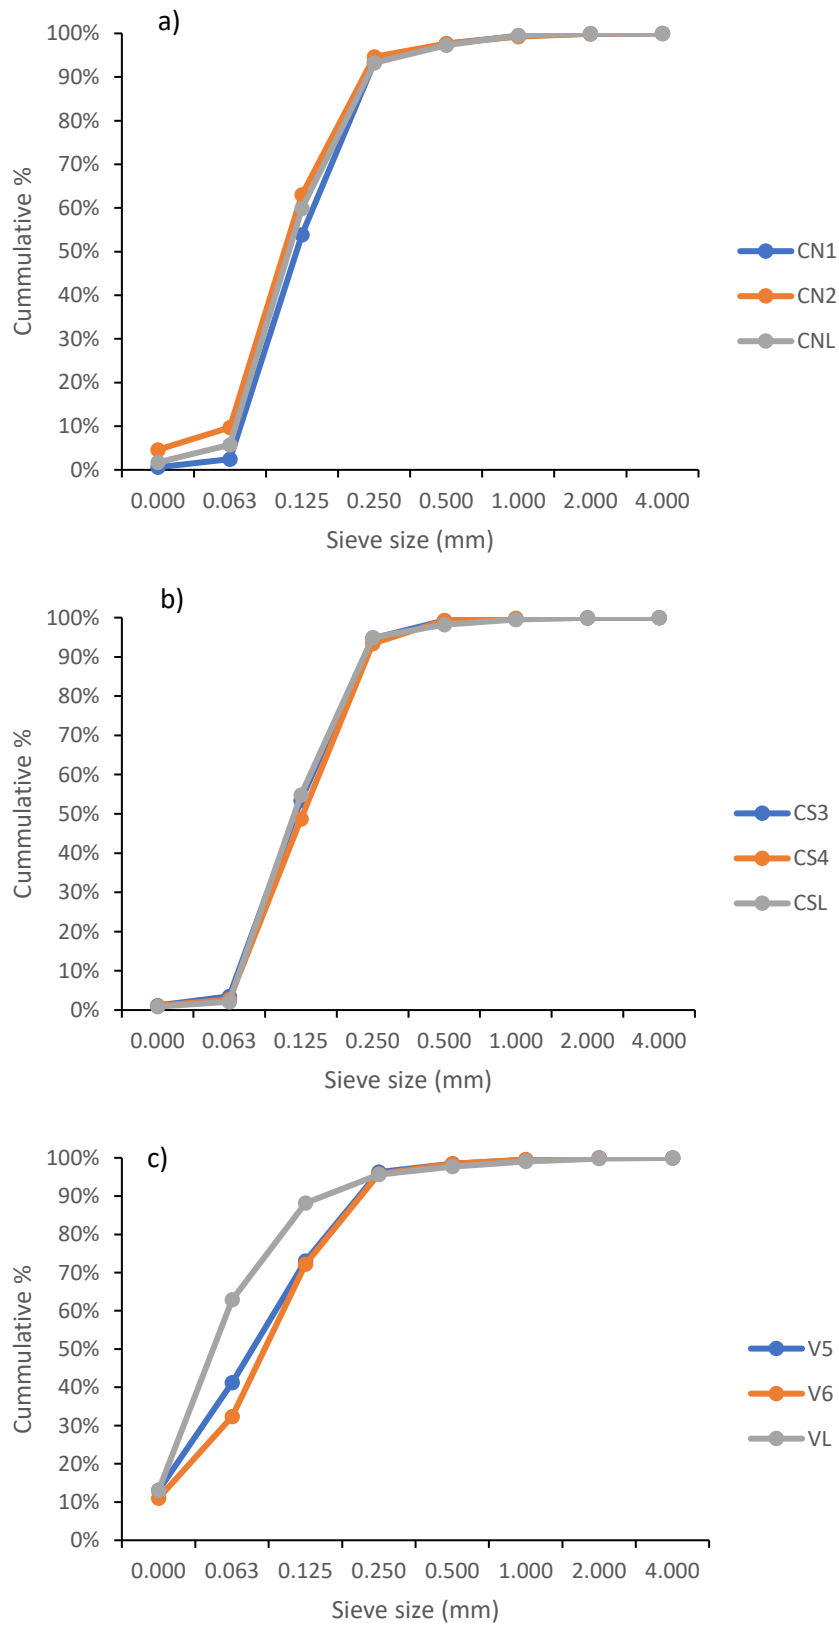 a)
100%
90%
80%
70%
60%
50%
40%
30%
20%
10%
0%
Cummulative %
0.000 0.063 0.125 0.250 0.500 1.000 2.000 4.000
Sieve size (mm)
CN1
CN2
CNL
b)
100%
90%
80%
70%
60%
50%
40%
30%
20%
10%
0%
Cummulative %
0.000 0.063 0.125 0.250 0.500 1.000 2.000 4.000
Sieve size (mm)
CS3
CS4
CSL
c)
100%
90%
80%
70%
60%
50%
40%
30%
20%
10%
0%
Cummulative %
0.000 0.063 0.125 0.250 0.500 1.000 2.000 4.000
Sieve size (mm)
V5
V6
VL